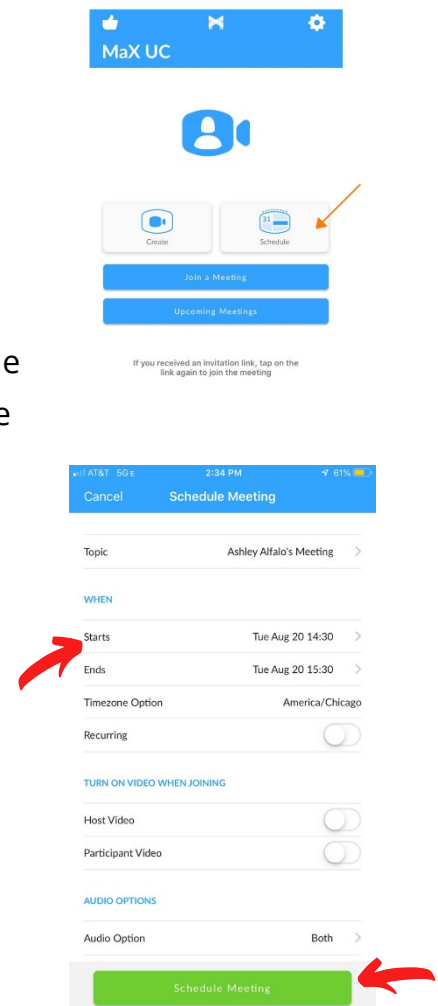 MaX UC
31
Create
Schedule
Join a Meeting
Upcoming Meetings
e
If you received an invitation link, tap on the
link again to join the meeting
e
AT&T 5GE 2:34 PM 61%
Cancel Schedule Meeting
Topic Ashley Alfalo's Meeting
WHEN
Starts Tue Aug 20 14:30
Ends Tue Aug 20 15:30
Timezone Option America/Chicago
Recurring
TURN ON VIDEO WHEN JOINING
Host Video
Participant Video
AUDIO OPTIONS
Audio Option Both
Schedule Meeting